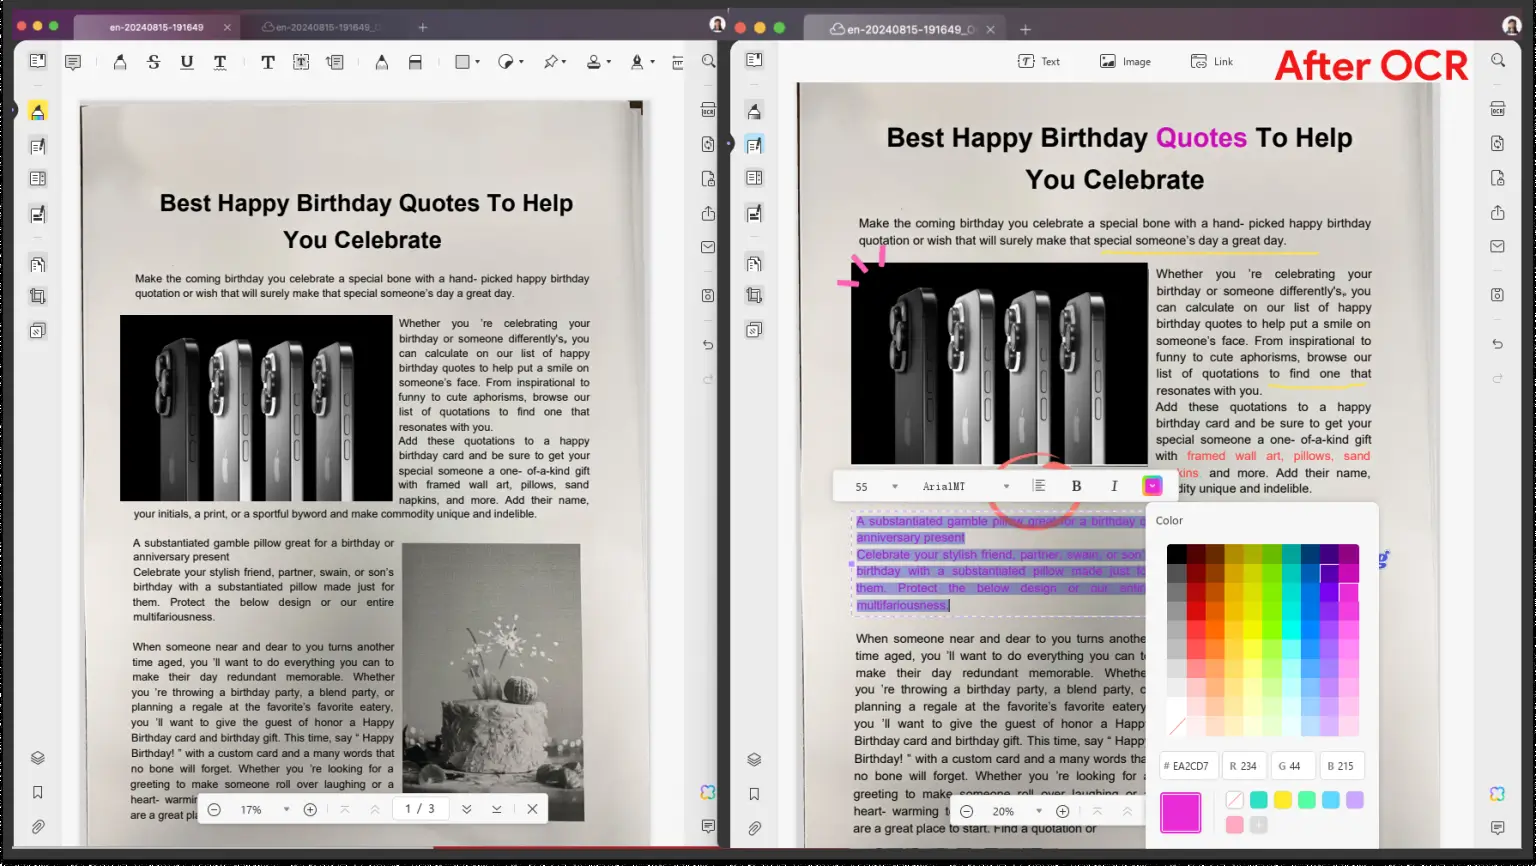 en-20240815-191649
en-20240815-191649_
Best Happy Birthday Quotes To Help
You Celebrate
Make the coming birthday you celebrate a special bone with a hand- picked happy birthday
quotation or wish that will surely make that special someone's day a great day.
Whether you 're celebrating your
birthday or someone differently's, you
can calculate on our list of happy
birthday quotes to help put a smile on
someone's face. From inspirational to
funny to cute aphorisms, browse our
list of quotations to find one that
resonates with you.
Add these quotations to a happy
birthday card and be sure to get your
special someone a one- of-a-kind gift
with framed wall art, pillows, sand
napkins, and more. Add their name,
your initials, a print, or a sportful byword and make commodity unique and indelible.
A substantiated gamble pillow great for a birthday or
anniversary present
Celebrate your stylish friend, partner, swain, or son's
birthday with a substantiated pillow made just for
them. Protect the below design or our entire
multifariousness.
When someone near and dear to you turns another
time aged, you 'll want to do everything you can to
make their day redundant memorable. Whether
you 're throwing a birthday party, a blend party, or
planning a regale at the favorite's favorite eatery,
you 'll want to give the guest of honor a Happy
Birthday card and birthday gift. This time, say “ Happy
Birthday! ” with a custom card and a many words that
no bone will forget. Whether you 're looking for a
greeting to make someone roll over laughing or a
heart- warmin
are a great pl
17%
1 / 3
en-20240815-191649_O
Text
Image
Link
After OCR
OCR
Best Happy Birthday Quotes To Help
You Celebrate
Make the coming birthday you celebrate a special bone with a hand- picked happy birthday
quotation or wish that will surely make that special someone's day a great day.
Whether you 're celebrating your
birthday or someone differently's, you
can calculate on our list of happy
birthday quotes to help put a smile on
someone's face. From inspirational to
funny to cute aphorisms, browse our
list of quotations to find one that
resonates with you.
Add these quotations to a happy
birthday card and be sure to get your
special someone a one- of-a-kind gift
with framed wall art, pillows, sand
kins, and more. Add their name,
dity unique and indelible.
55
ArialMT
B
I
A substantiated gamble pillow great for a birthday o
anniversary present
Celebrate your stylish friend, partner, swain, or son's
birthday with a substantiated pillow made just fo
them. Protect the below design or our entire
multifariousness.
When someone near and dear to you turns anothe
time aged, you 'll want to do everything you can t
make their day redundant memorable. Whethe
you 're throwing a birthday party, a blend party, o
planning a regale at the favorite's favorite eatery
you 'll want to give the guest of honor a Happ
Birthday card and birthday gift. This time, say “ Happ
Birthday! ” with a custom card and a many words tha
no bone will forget. Whether you 're looking for a
greeting to make someone roll over laughing or a
heart- warming t
are a great place to start. Find a quotation or
20%
Color
# EA2CD7
R 234
G 44
B 215